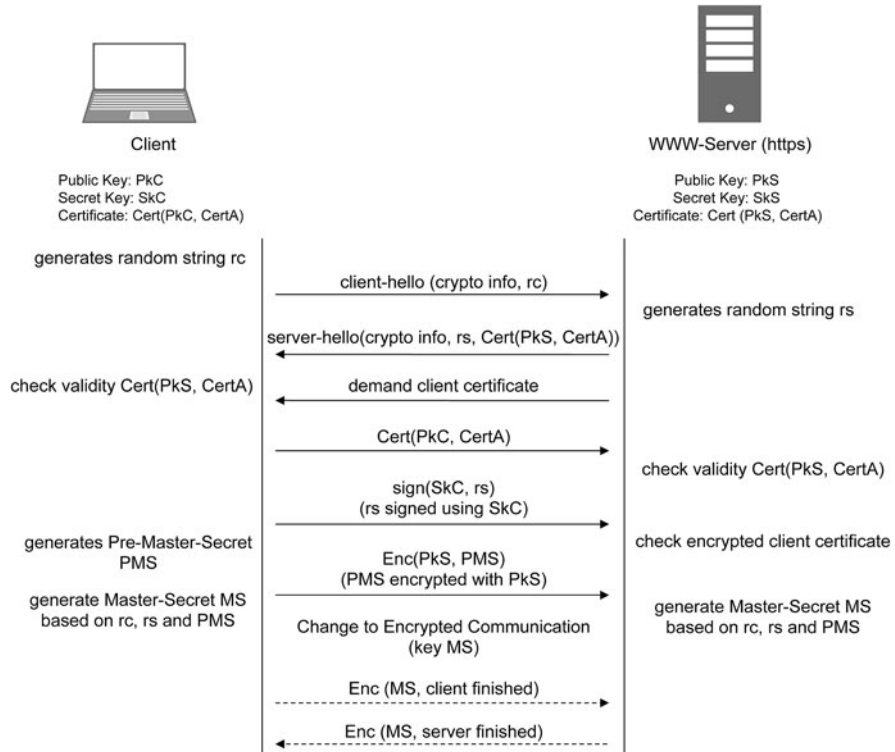 Client
WWW-Server (https)
Public Key: PkC
Secret Key: SkC
Certificate: Cert(PkC, CertA)
Public Key: PkS
Secret Key: SkS
Certificate: Cert (PkS, CertA)
generates random string rc
client-hello (crypto info, rc)
generates random string rs
server-hello(crypto info, rs, Cert(PkS, CertA))
check validity Cert(PkS, CertA)
demand client certificate
Cert(PkC, CertA)
check validity Cert(PkS, CertA)
sign(SkC, rs)
(rs signed using SkC)
generates Pre-Master-Secret
PMS
check encrypted client certificate
Enc(PkS, PMS)
(PMS encrypted with PkS)
generate Master-Secret MS
based on rc, rs and PMS
generate Master-Secret MS
based on rc, rs and PMS
Change to Encrypted Communication
(key MS)
Enc (MS, client finished)
Enc (MS, server finished)